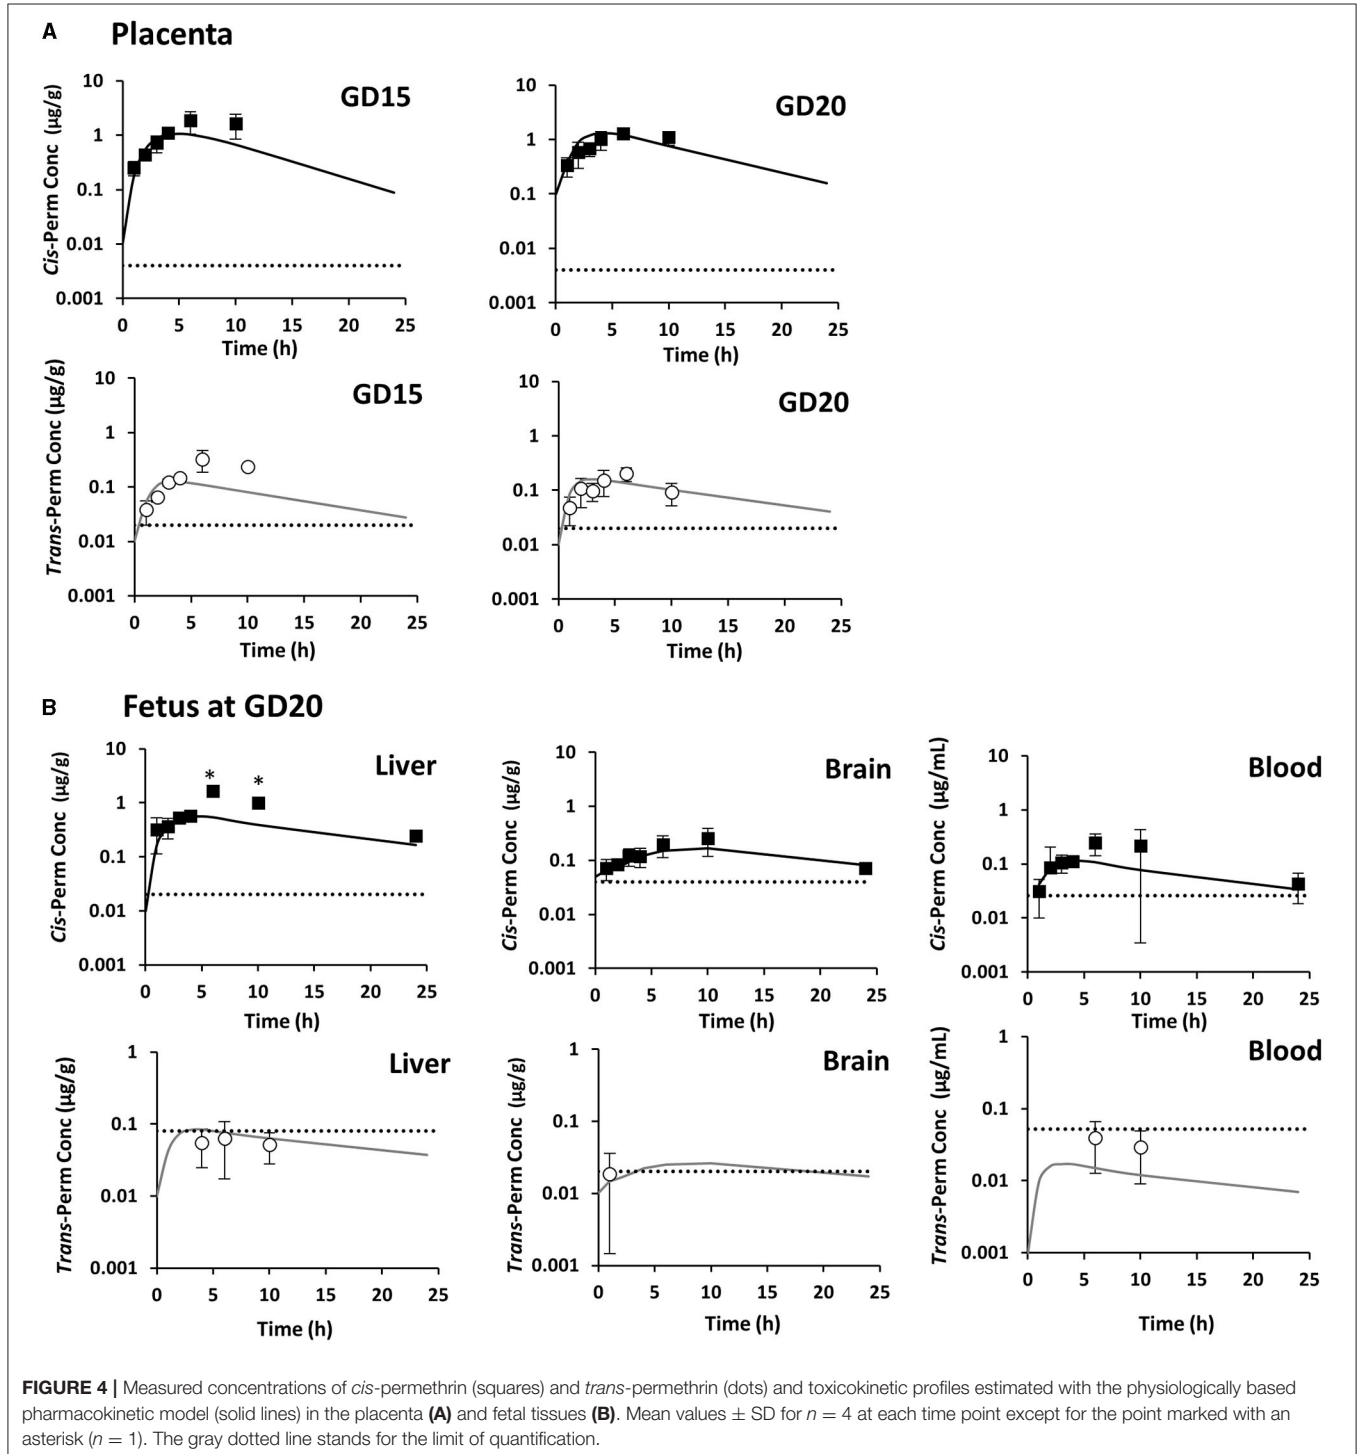 A Placenta
GD15
Cis-Perm Conc (µg/g)
10
1
0.1
0.01
0.001
0 5 10 15 20 25
Time (h)
GD20
10
1
0.1
0.01
0.001
0 5 10 15 20 25
Time (h)
GD15
Trans-Perm Conc (µg/g)
10
1
0.1
0.01
0.001
0 5 10 15 20 25
Time (h)
GD20
10
1
0.1
0.01
0.001
0 5 10 15 20 25
Time (h)
B Fetus at GD20
Liver
Cis-Perm Conc (µg/g)
10
1
0.1
0.01
0.001
* *
0 5 10 15 20 25
Time (h)
Brain
Cis-Perm Conc (µg/g)
10
1
0.1
0.01
0.001
0 5 10 15 20 25
Time (h)
Blood
Cis-Perm Conc (µg/mL)
10
1
0.1
0.01
0.001
0 5 10 15 20 25
Time (h)
Liver
Trans-Perm Conc (µg/g)
1
0.1
0.01
0.001
0 5 10 15 20 25
Time (h)
Brain
Trans-Perm Conc (µg/g)
1
0.1
0.01
0.001
0 5 10 15 20 25
Time (h)
Blood
Trans-Perm Conc (µg/mL)
1
0.1
0.01
0.001
0 5 10 15 20 25
Time (h)
FIGURE 4 | Measured concentrations of cis-permethrin (squares) and trans-permethrin (dots) and toxicokinetic profiles estimated with the physiologically based
pharmacokinetic model (solid lines) in the placenta (A) and fetal tissues (B). Mean values ± SD for n = 4 at each time point except for the point marked with an
asterisk (n = 1). The gray dotted line stands for the limit of quantification.